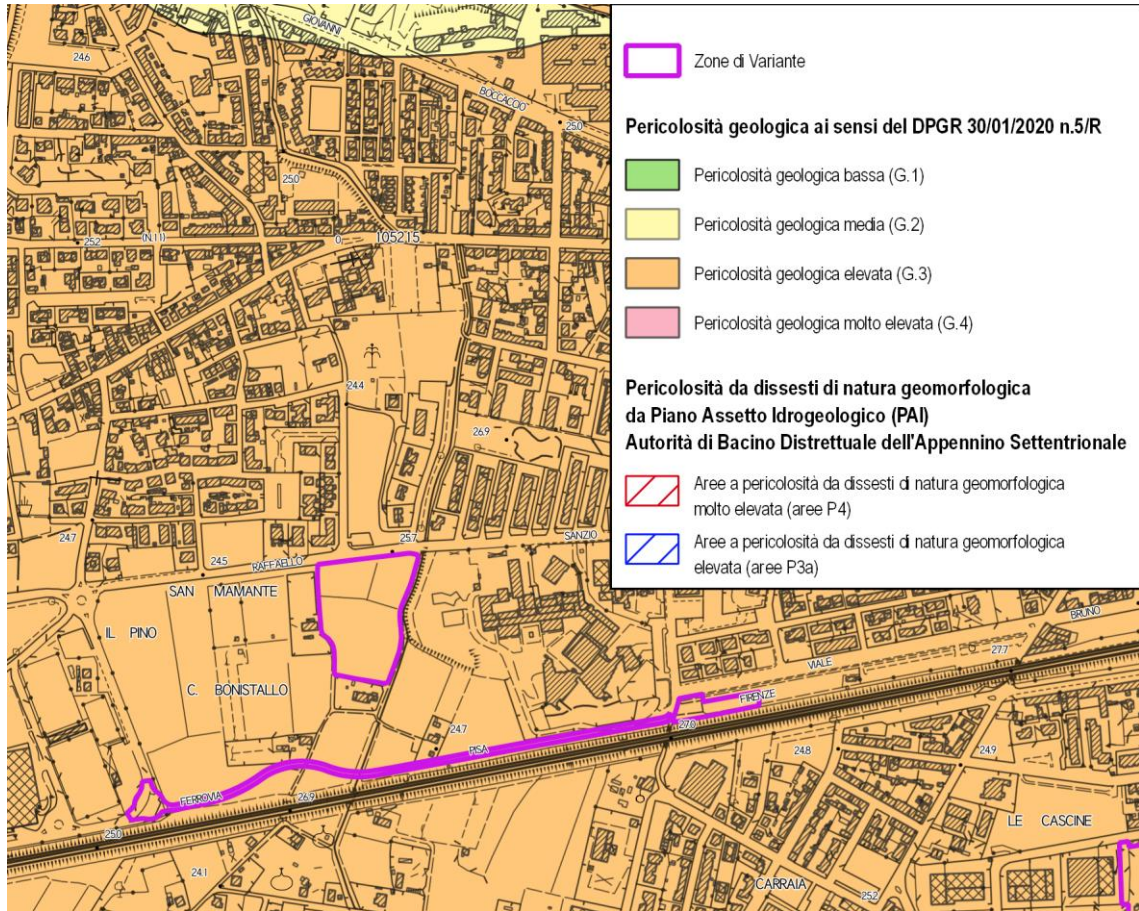 GIOVANNI
24.6
BOCCACCIO
25.0
25.0
25.2
(N.11)
105215
24.4
26.9
24.7
25.7
SANZIO
24.5
RAFFAELLO
SAN MAMANTE
IL PINO
C. BONISTALLO
24.7
PISA
FERROVIA
26.9
25.0
24.1
FIRENZE
27.0
VIALE
27.7
BRUNO
24.8
24.9
LE CASCINE
CARRAIA
25.2
Zone di Variante
Pericolosità geologica ai sensi del DPGR 30/01/2020 n.5/R
Pericolosità geologica bassa (G.1)
Pericolosità geologica media (G.2)
Pericolosità geologica elevata (G.3)
Pericolosità geologica molto elevata (G.4)
Pericolosità da dissesti di natura geomorfologica
da Piano Assetto Idrogeologico (PAI)
Autorità di Bacino Distrettuale dell'Appennino Settentrionale
Aree a pericolosità da dissesti di natura geomorfologica
molto elevata (aree P4)
Aree a pericolosità da dissesti di natura geomorfologica
elevata (aree P3a)